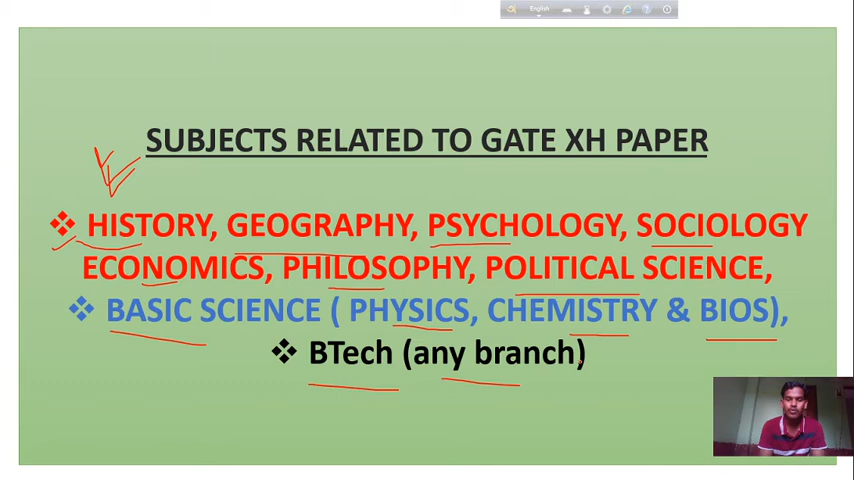 English
SUBJECTS RELATED TO GATE XH PAPER
❖ HISTORY, GEOGRAPHY, PSYCHOLOGY, SOCIOLOGY
ECONOMICS, PHILOSOPHY, POLITICAL SCIENCE,
❖ BASIC SCIENCE ( PHYSICS, CHEMISTRY & BIOS),
❖ BTech (any branch)